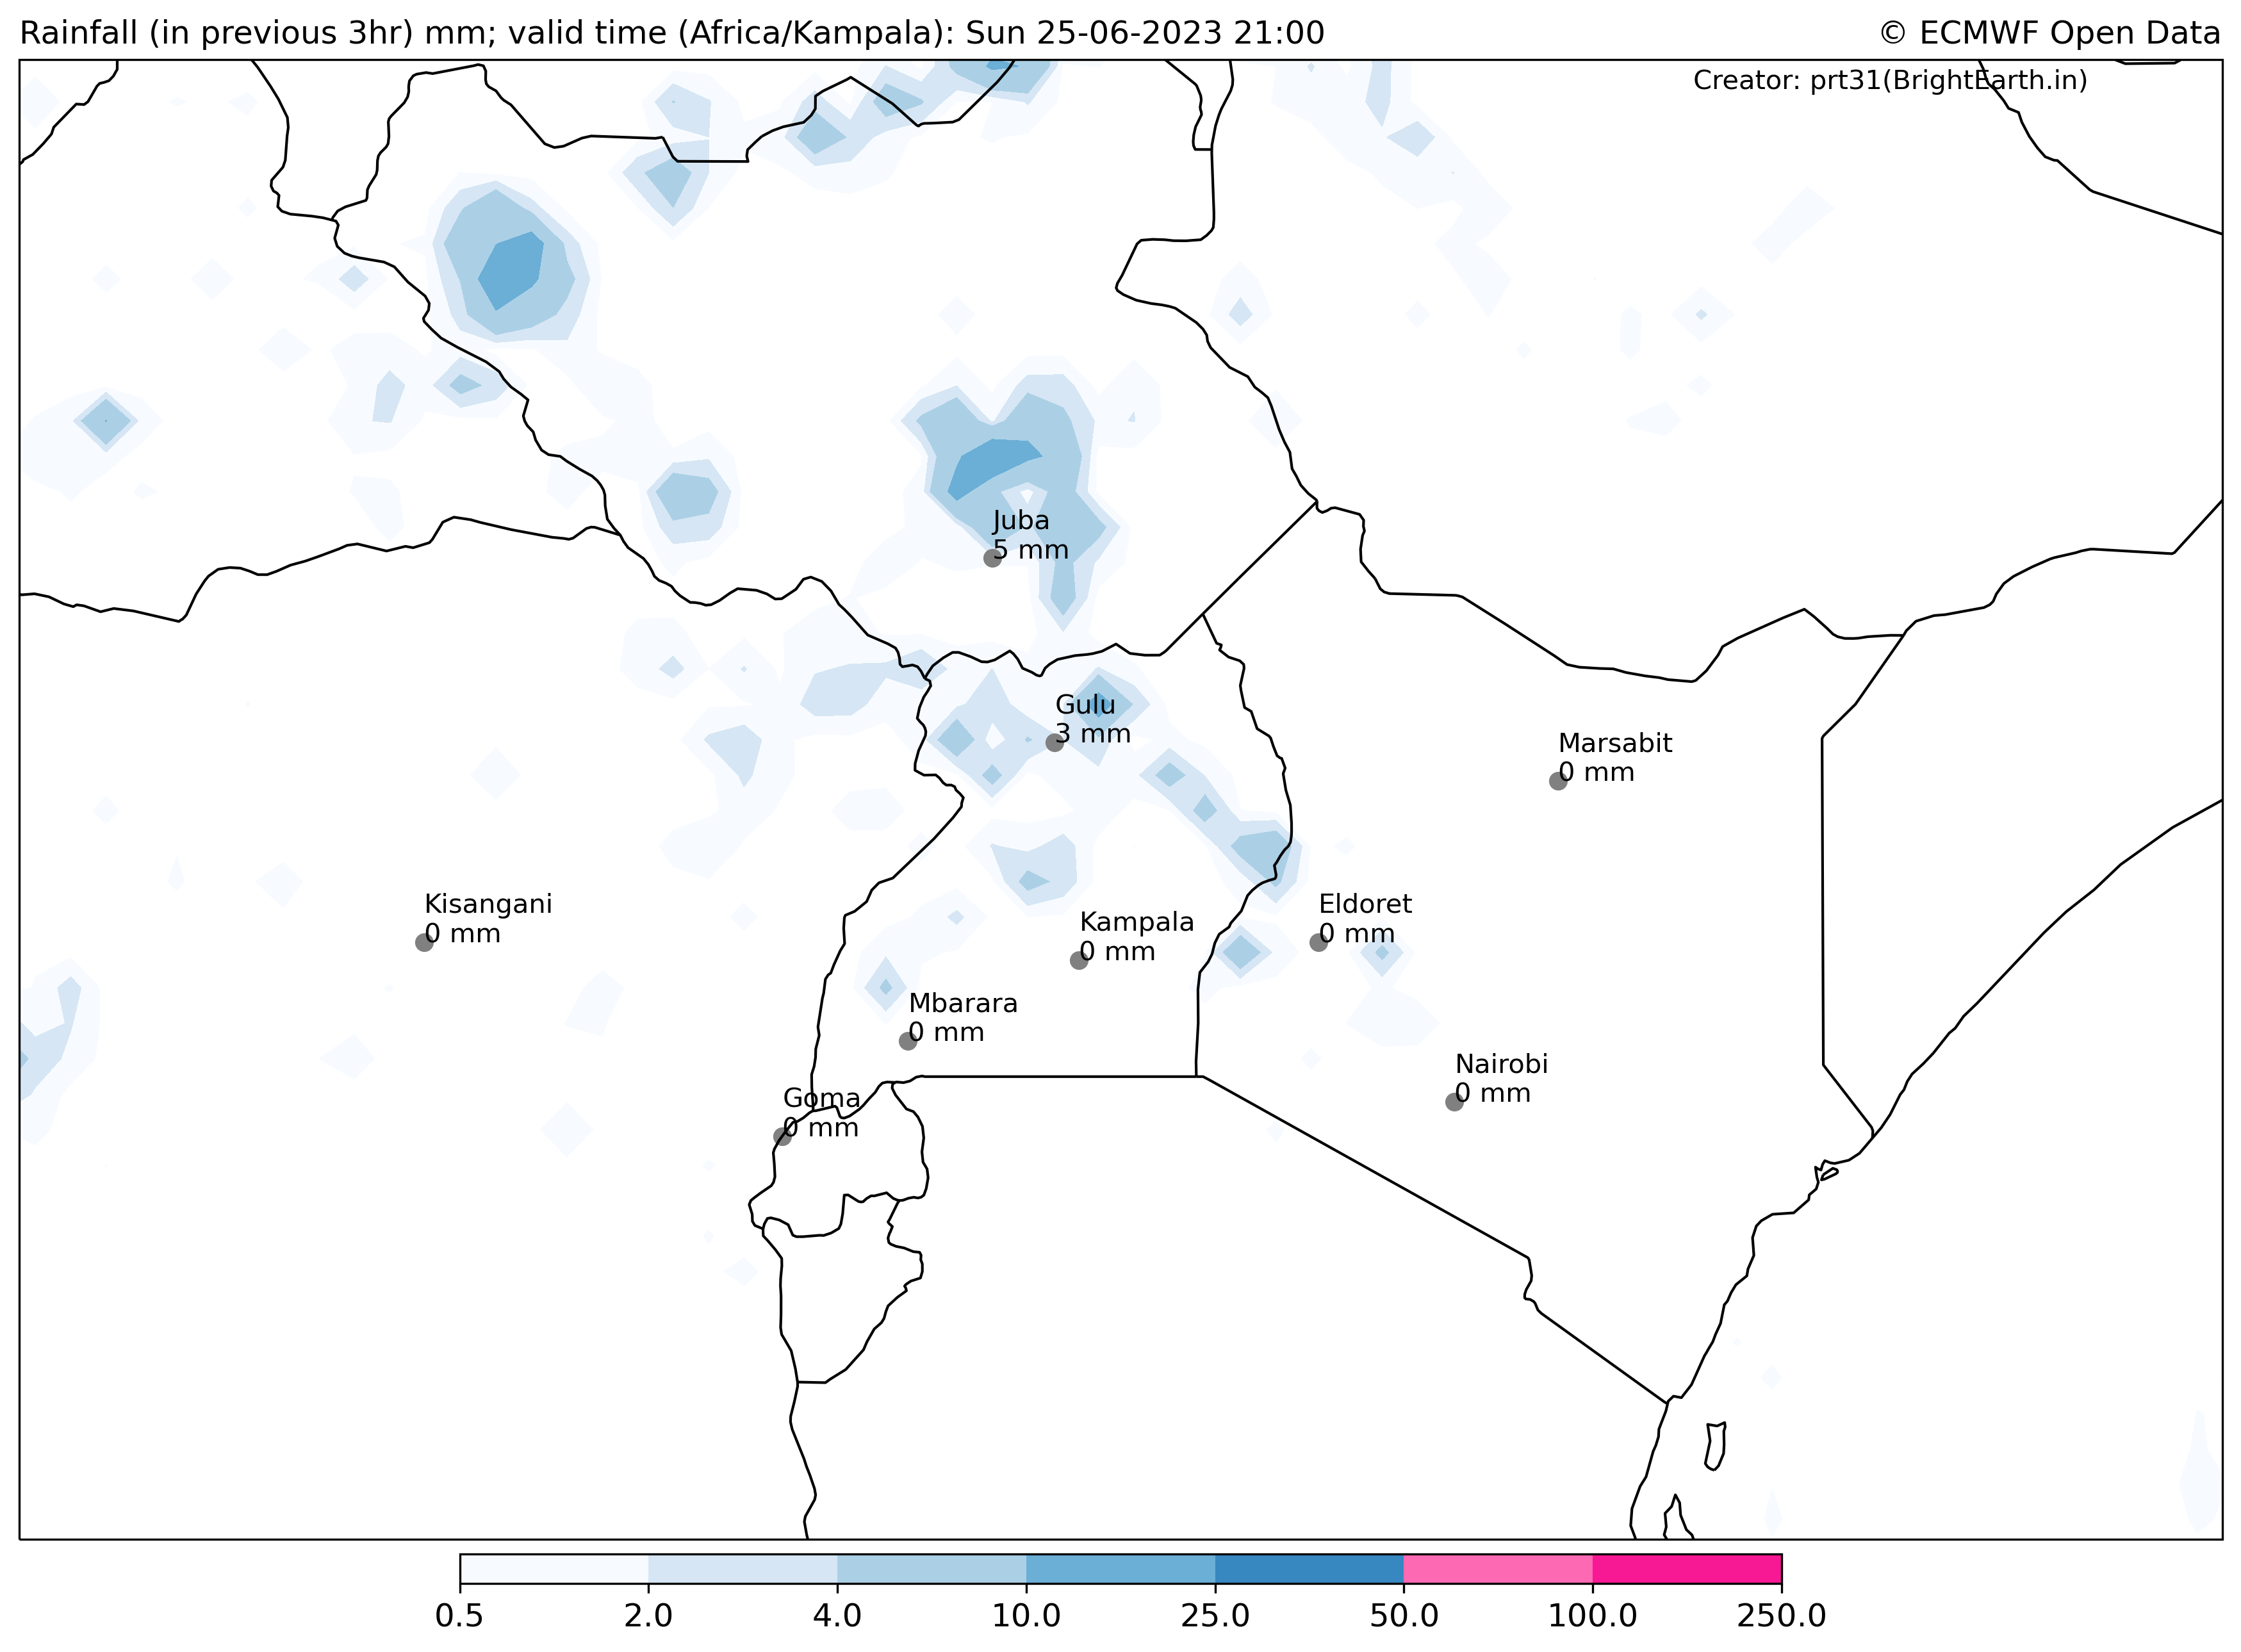 Rainfall (in previous 3hr) mm; valid time (Africa/Kampala): Sun 25-06-2023 21:00
© ECMWF Open Data
Creator: prt31(BrightEarth.in)
Juba
5 mm
Gulu
3 mm
Marsabit
0 mm
Kisangani
0 mm
Eldoret
0 mm
Kampala
0 mm
Mbarara
0 mm
Nairobi
0 mm
Goma
0 mm
0.5 2.0 4.0 10.0 25.0 50.0 100.0 250.0